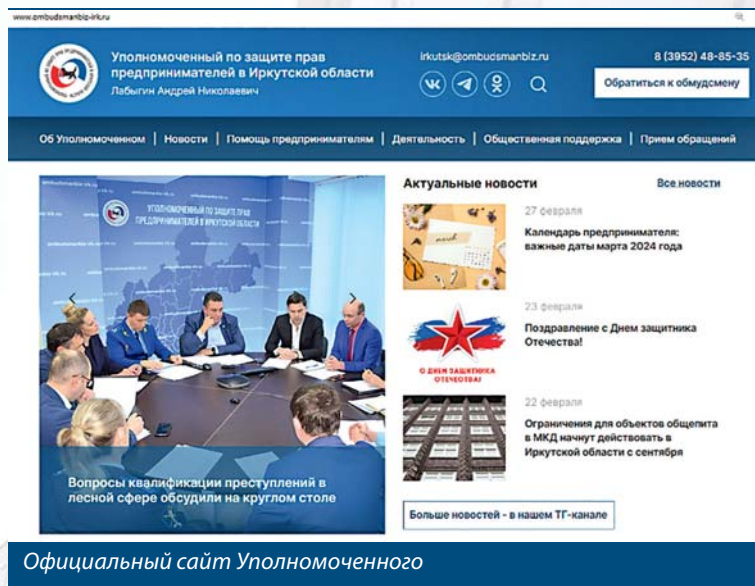 www.ombudsmanbiz-irk.ru
Уполномоченный по защите прав
предпринимателей в Иркутской области
Лабыгин Андрей Николаевич
irkutsk@ombudsmanbiz.ru
8 (3952) 48-85-35
Обратиться к обмудсмену
Об Уполномоченном | Новости | Помощь предпринимателям | Деятельность | Общественная поддержка | Прием обращений
УПОЛНОМОЧЕННЫЙ ПО ЗАЩИТЕ ПРАВ
ПРЕДПРИНИМАТЕЛЕЙ В ИРКУТСКОЙ ОБЛАСТИ
Вопросы квалификации преступлений в
лесной сфере обсудили на круглом столе
Актуальные новости
Все новости
27 февраля
Календарь предпринимателя:
важные даты марта 2024 года
march
23 февраля
Поздравление с Днем защитника
Отечества!
С ДНЕМ ЗАЩИТНИКА
ОТЕЧЕСТВА!
22 февраля
Ограничения для объектов общепита
в МКД начнут действовать в
Иркутской области с сентября
Больше новостей - в нашем ТГ-канале
Официальный сайт Уполномоченного